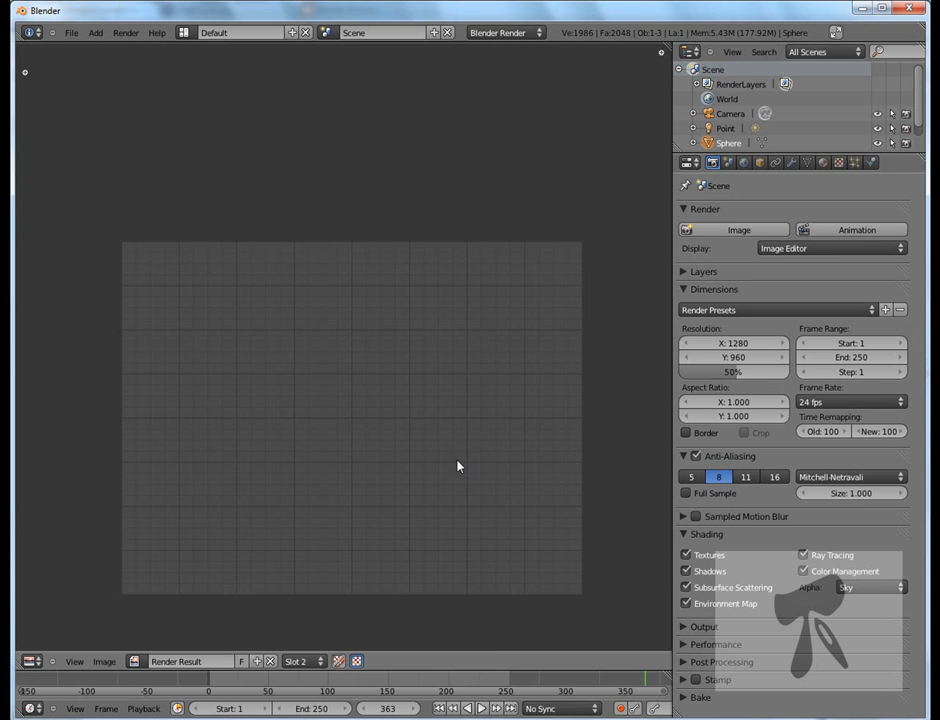 Blender
File Add Render Help Default Scene Blender Render Ve:1986 | Fa:2048 | Ob:1-3 | La:1 | Mem:5.43M (177.92M) | Sphere
View Search All Scenes
Scene
RenderLayers
World
Camera
Point
Sphere
Scene
Render
Image Animation
Display: Image Editor
Layers
Dimensions
Render Presets
Resolution: Frame Range:
X: 1280 Start: 1
Y: 960 End: 250
50% Step: 1
Aspect Ratio: Frame Rate:
X: 1.000 24 fps
Y: 1.000 Time Remapping:
Border Crop Old: 100 New: 100
Anti-Aliasing
5 8 11 16 Mitchell-Netravali
Full Sample Size: 1.000
Sampled Motion Blur
Shading
Textures Ray Tracing
Shadows Color Management
Subsurface Scattering Alpha: Sky
Environment Map
Output
Performance
Post Processing
Stamp
Bake
View Image Render Result F Slot 2
-150 -100 -50 0 50 100 150 200 250 300 350
View Frame Playback Start: 1 End: 250 363 No Sync